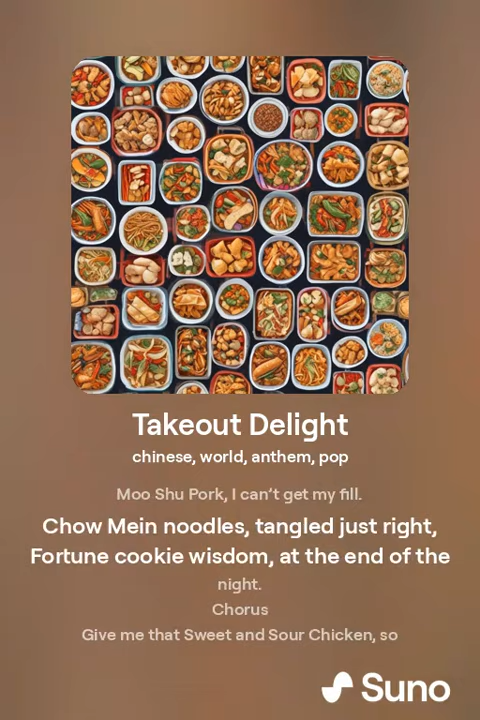 Takeout Delight
chinese, world, anthem, pop
Moo Shu Pork, I can’t get my fill.
Chow Mein noodles, tangled just right,
Fortune cookie wisdom, at the end of the
night.
Chorus
Give me that Sweet and Sour Chicken, so
Suno